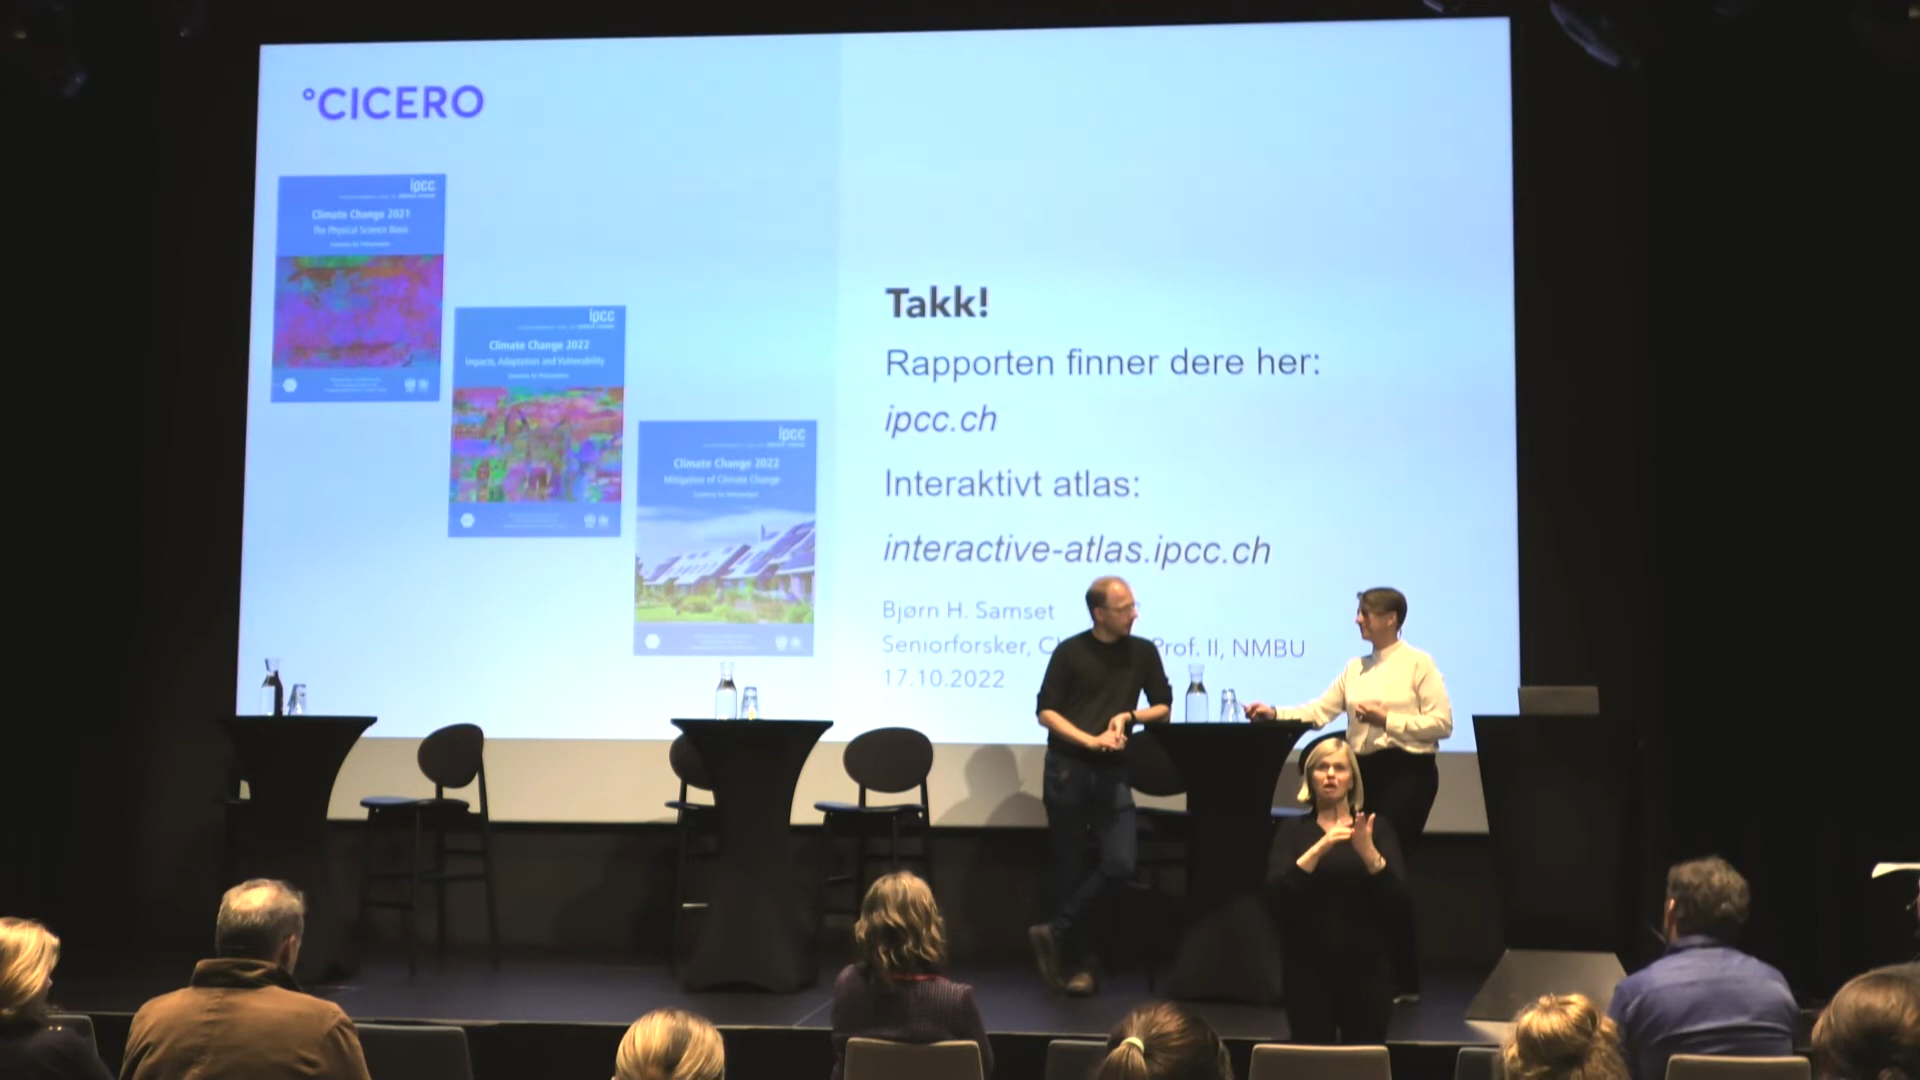 °CICERO
ipcc
Climate Change 2021
The Physical Science Basis
ipcc
Climate Change 2022
Impacts, Adaptation and Vulnerability
ipcc
Climate Change 2022
Mitigation of Climate Change
Takk!
Rapporten finner dere her:
ipcc.ch
Interaktivt atlas:
interactive-atlas.ipcc.ch
Bjørn H. Samset
Seniorforsker, Prof. II, NMBU
17.10.2022